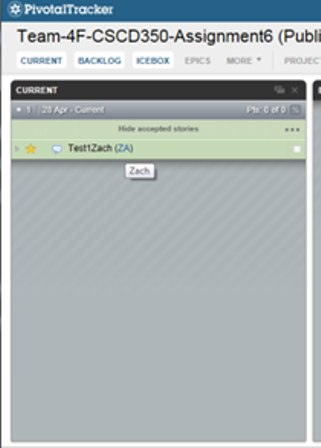 PivotalTracker
Team-4F-CSCD350-Assignment6 (Publi
CURRENT BACKLOG ICEBOX EPICS MORE PROJEC
CURRENT
1 28 Apr - Current Pts: 0 of 0
Hide accepted stories
Test1Zach (ZA)
Zach